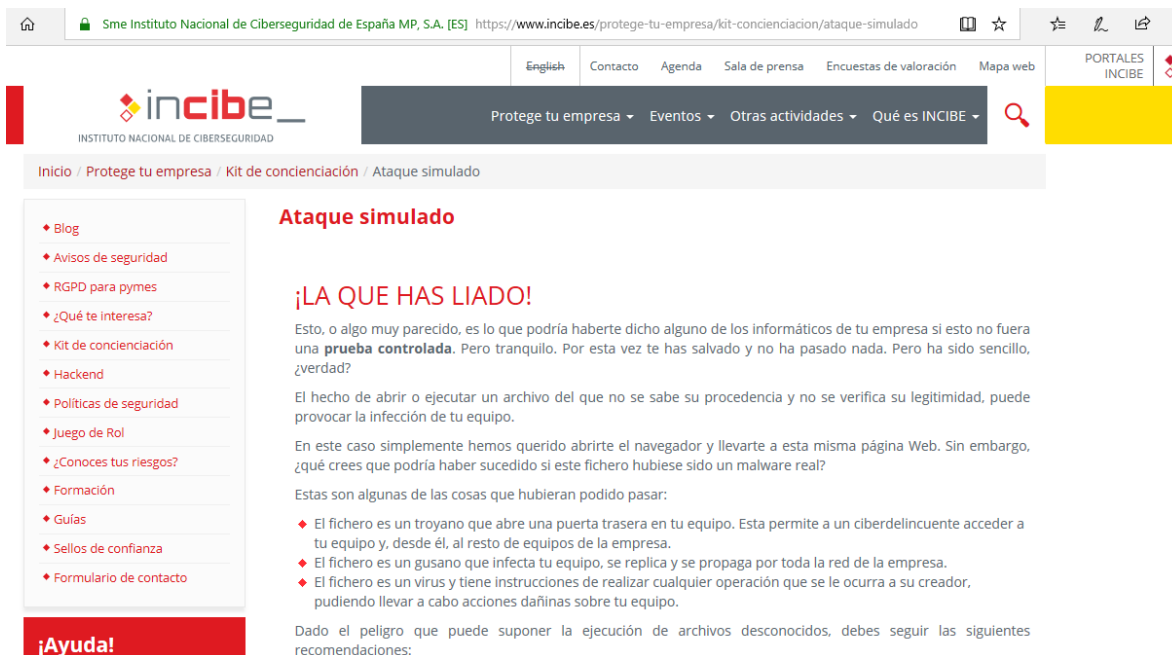 Sme Instituto Nacional de Ciberseguridad de España MP, S.A. [ES] https://www.incibe.es/protege-tu-empresa/kit-concienciacion/ataque-simulado
English Contacto Agenda Sala de prensa Encuestas de valoración Mapa web
PORTALES
INCIBE
incibe_
INSTITUTO NACIONAL DE CIBERSEGURIDAD
Protege tu empresa Eventos Otras actividades Qué es INCIBE
Inicio / Protege tu empresa / Kit de concienciación / Ataque simulado
Blog
Avisos de seguridad
RGPD para pymes
¿Qué te interesa?
Kit de concienciación
Hackend
Políticas de seguridad
Juego de Rol
¿Conoces tus riesgos?
Formación
Guías
Sellos de confianza
Formulario de contacto
¡Ayuda!
Ataque simulado
¡LA QUE HAS LIADO!
Esto, o algo muy parecido, es lo que podría haberte dicho alguno de los informáticos de tu empresa si esto no fuera
una prueba controlada. Pero tranquilo. Por esta vez te has salvado y no ha pasado nada. Pero ha sido sencillo,
¿verdad?
El hecho de abrir o ejecutar un archivo del que no se sabe su procedencia y no se verifica su legitimidad, puede
provocar la infección de tu equipo.
En este caso simplemente hemos querido abrirte el navegador y llevarte a esta misma página Web. Sin embargo,
¿qué crees que podría haber sucedido si este fichero hubiese sido un malware real?
Estas son algunas de las cosas que hubieran podido pasar:
El fichero es un troyano que abre una puerta trasera en tu equipo. Esta permite a un ciberdelincuente acceder a
tu equipo y, desde él, al resto de equipos de la empresa.
El fichero es un gusano que infecta tu equipo, se replica y se propaga por toda la red de la empresa.
El fichero es un virus y tiene instrucciones de realizar cualquier operación que se le ocurra a su creador,
pudiendo llevar a cabo acciones dañinas sobre tu equipo.
Dado el peligro que puede suponer la ejecución de archivos desconocidos, debes seguir las siguientes
recomendaciones: